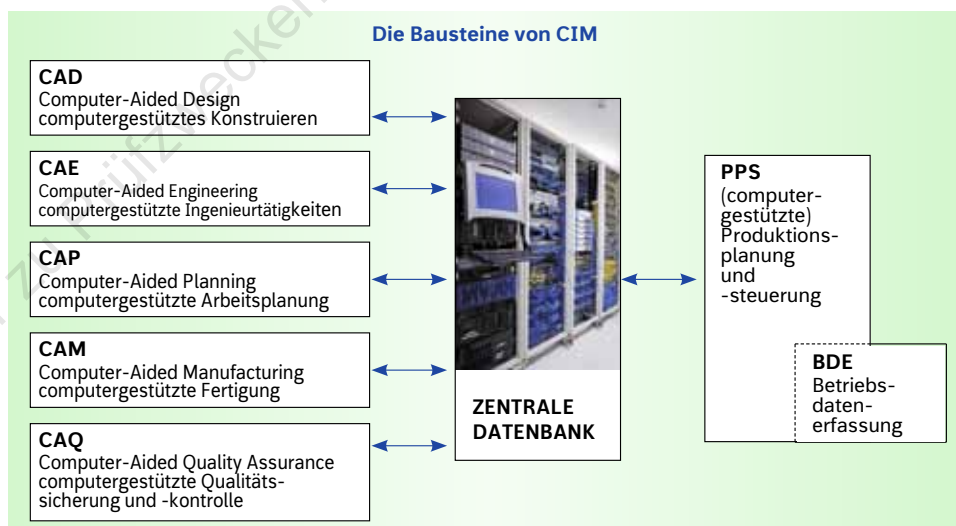 Die Bausteine von CIM
CAD
Computer-Aided Design
computergestütztes Konstruieren
CAE
Computer-Aided Engineering
computergestützte Ingenieurtätigkeiten
CAP
Computer-Aided Planning
computergestützte Arbeitsplanung
CAM
Computer-Aided Manufacturing
computergestützte Fertigung
CAQ
Computer-Aided Quality Assurance
computergestützte Qualitäts-
sicherung und -kontrolle
ZENTRALE
DATENBANK
PPS
(computer-
gestützte)
Produktions-
planung
und
-steuerung
BDE
Betriebs-
daten-
erfassung
zu Prüfzwecken